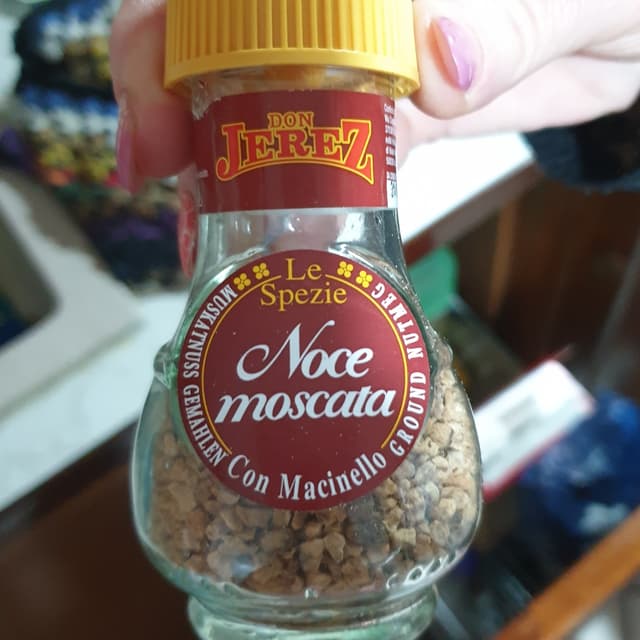 DON
JEREZ
Le
Spezie
Noce
moscata
MUSKATNUSS GEMAHLEN
Con Macinello
GROUND NUTMEG